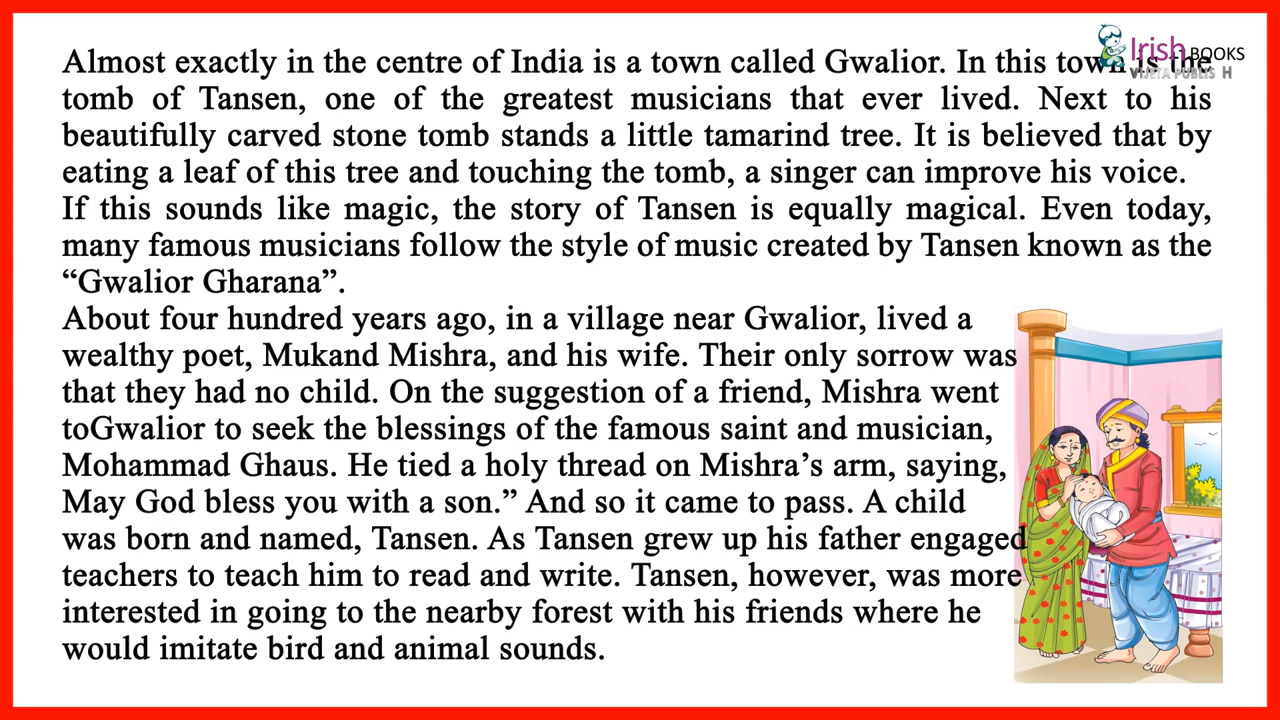 Almost exactly in the centre of India is a town called Gwalior. In this town is the
tomb of Tansen, one of the greatest musicians that ever lived. Next to his
beautifully carved stone tomb stands a little tamarind tree. It is believed that by
eating a leaf of this tree and touching the tomb, a singer can improve his voice.
If this sounds like magic, the story of Tansen is equally magical. Even today,
many famous musicians follow the style of music created by Tansen known as the
“Gwalior Gharana”.
About four hundred years ago, in a village near Gwalior, lived a
wealthy poet, Mukand Mishra, and his wife. Their only sorrow was
that they had no child. On the suggestion of a friend, Mishra went
toGwalior to seek the blessings of the famous saint and musician,
Mohammad Ghaus. He tied a holy thread on Mishra’s arm, saying,
May God bless you with a son.” And so it came to pass. A child
was born and named, Tansen. As Tansen grew up his father engaged
teachers to teach him to read and write. Tansen, however, was more
interested in going to the nearby forest with his friends where he
would imitate bird and animal sounds.
Irish BOOKS